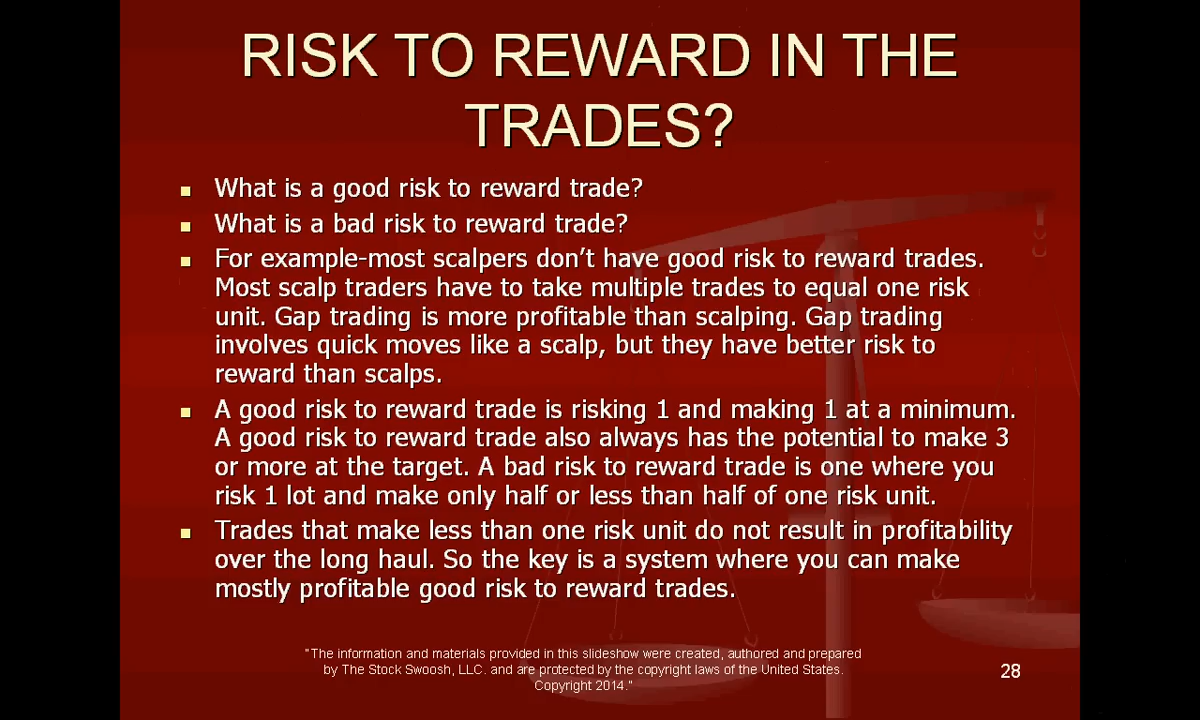 RISK TO REWARD IN THE
TRADES?
What is a good risk to reward trade?
What is a bad risk to reward trade?
For example-most scalpers don't have good risk to reward trades.
Most scalp traders have to take multiple trades to equal one risk
unit. Gap trading is more profitable than scalping. Gap trading
involves quick moves like a scalp, but they have better risk to
reward than scalps.
A good risk to reward trade is risking 1 and making 1 at a minimum.
A good risk to reward trade also always has the potential to make 3
or more at the target. A bad risk to reward trade is one where you
risk 1 lot and make only half or less than half of one risk unit.
Trades that make less than one risk unit do not result in profitability
over the long haul. So the key is a system where you can make
mostly profitable good risk to reward trades.
"The information and materials provided in this slideshow were created, authored and prepared
by The Stock Swoosh, LLC. and are protected by the copyright laws of the United States.
Copyright 2014."
28